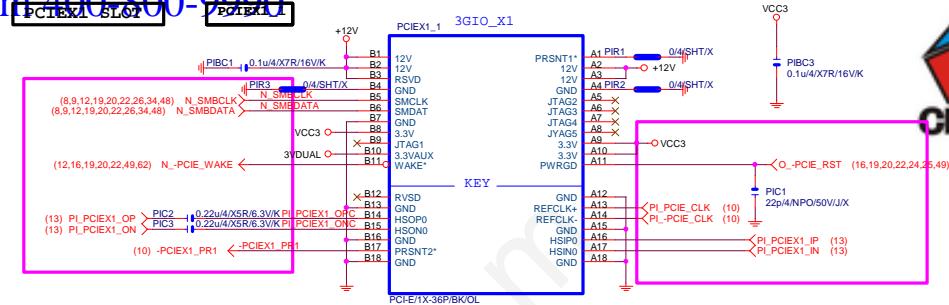 m 400-800-9990
PCIEX1 SLOT
PCIEX1
3GIO_X1
PCIEX1_1
+12V
VCC3
PIBC1 0.1u/4/X7R/16V/K
B1 12V
B2 12V
B3 RSVD
PIR3 0/4/SHT/X
B4 GND
(8,9,12,19,20,22,26,34,48) N_SMBCLK N_SMBCLK B5 SMCLK
(8,9,12,19,20,22,26,34,48) N_SMBDATA N_SMBDATA B6 SMDAT
B7 GND
VCC3 B8 3.3V
B9 JTAG1
3VDUAL B10 3.3VAUX
(12,16,19,20,22,49,62) N_-PCIE_WAKE B11 WAKE*
KEY
B12 RVSD
B13 GND
(13) PI_PCIEX1_OP PIC2 0.22u/4/X5R/6.3V/K PI_PCIEX1_OPC B14 HSOP0
(13) PI_PCIEX1_ON PIC3 0.22u/4/X5R/6.3V/K PI_PCIEX1_ONC B15 HSON0
B16 GND
(10) -PCIEX1_PR1 -PCIEX1_PR1 B17 PRSNT2*
B18 GND
PRSNT1* A1 PIR1 0/4/SHT/X
12V A2 +12V
12V A3
GND A4 PIR2 0/4/SHT/X
JTAG2 A5
JTAG3 A6
JTAG4 A7
JYAG5 A8
3.3V A9 VCC3
3.3V A10
PWRGD A11 O_-PCIE_RST (16,19,20,22,24,25,49)
GND A12
REFCLK+ A13 PI_PCIE_CLK (10)
REFCLK- A14 PI_-PCIE_CLK (10)
GND A15
HSIP0 A16 PI_PCIEX1_IP (13)
HSIN0 A17 PI_PCIEX1_IN (13)
GND A18
PIBC3
0.1u/4/X7R/16V/K
PIC1
22p/4/NPO/50V/J/X
PCI-E/1X-36P/BK/OL